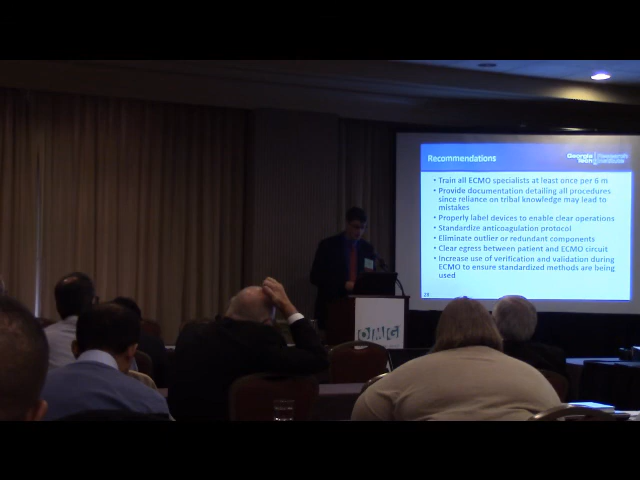 Recommendations
Georgia Tech Research Institute
• Train all ECMO specialists at least once per 6 m
• Provide documentation detailing all procedures
since reliance on tribal knowledge may lead to
mistakes
• Properly label devices to enable clear operations
• Standardize anticoagulation protocol
• Eliminate outlier or redundant components
• Clear egress between patient and ECMO circuit
• Increase use of verification and validation during
ECMO to ensure standardized methods are being
used
29
OMG